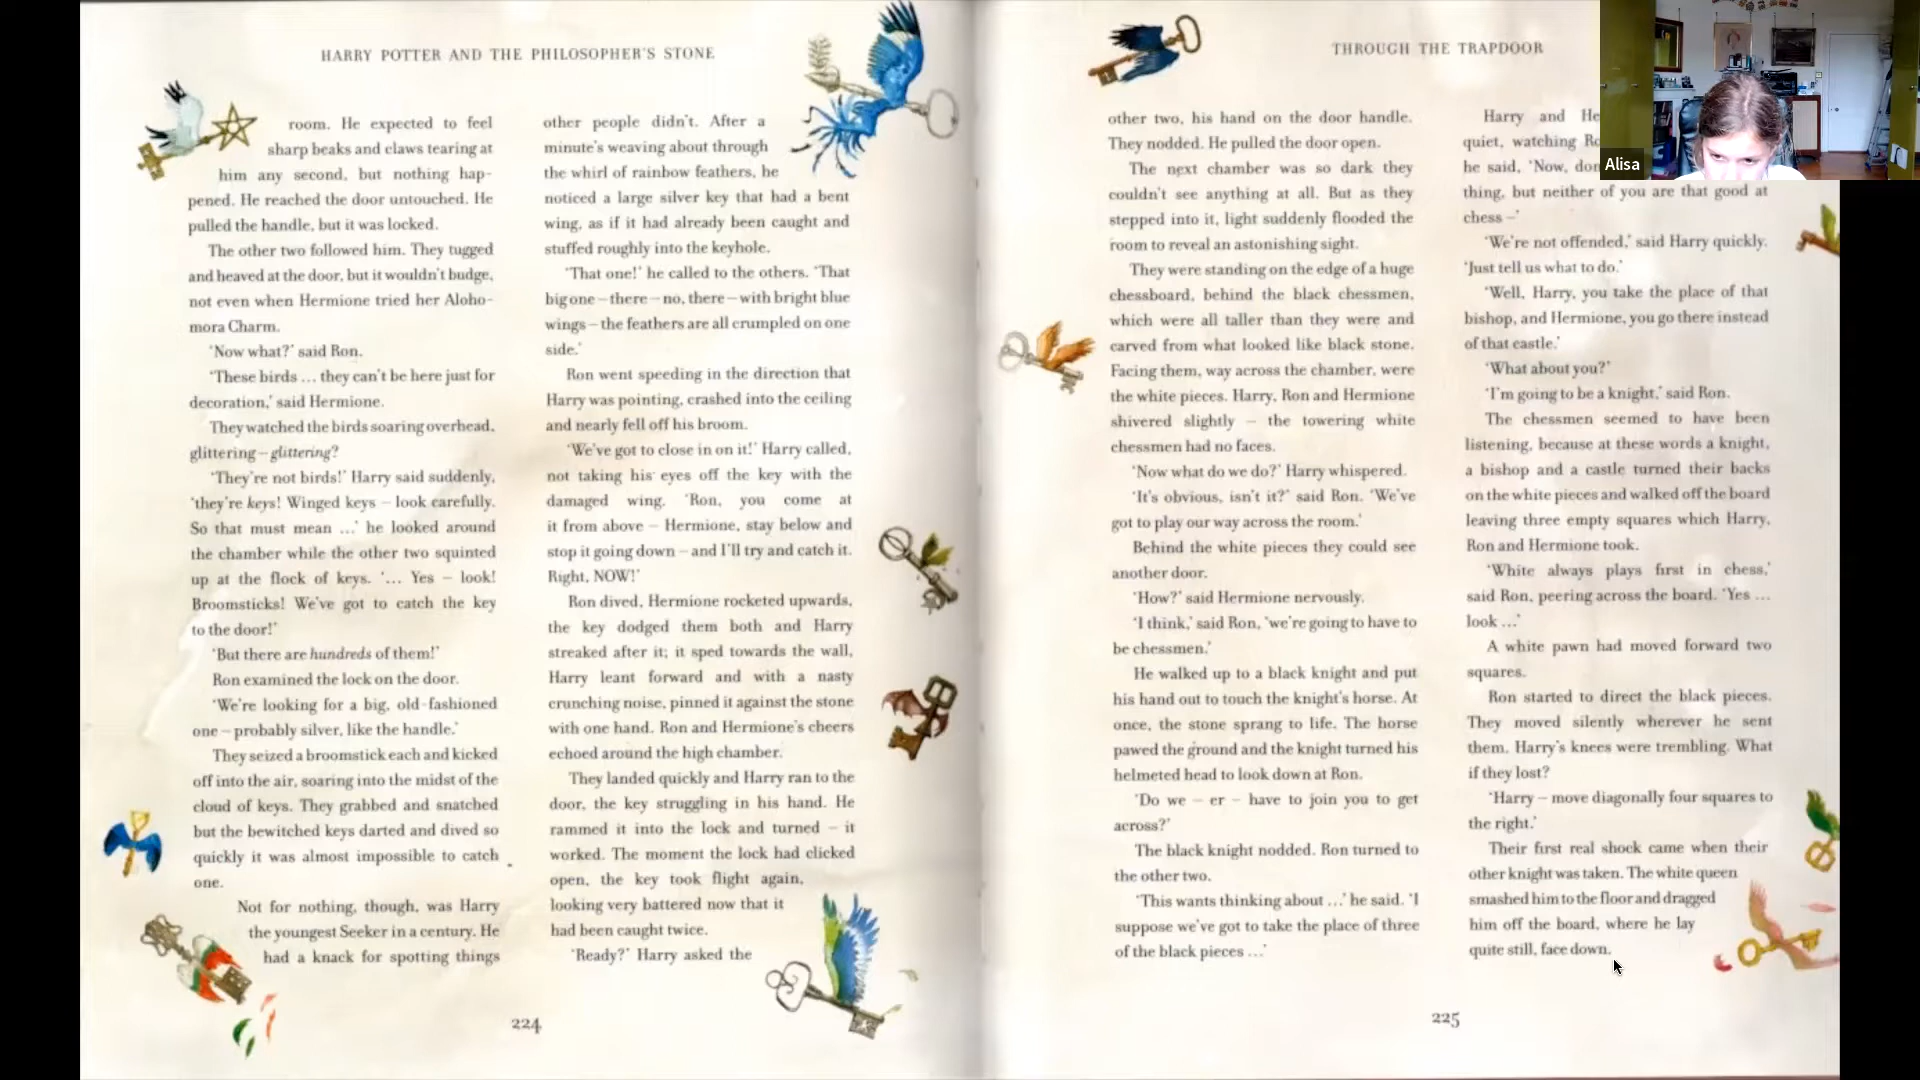 HARRY POTTER AND THE PHILOSOPHER'S STONE
room. He expected to feel
sharp beaks and claws tearing at
him any second, but nothing hap-
pened. He reached the door untouched. He
pulled the handle, but it was locked.
The other two followed him. They tugged
and heaved at the door, but it wouldn't budge,
not even when Hermione tried her Aloho-
mora Charm.
'Now what?' said Ron.
'These birds ... they can't be here just for
decoration,' said Hermione.
They watched the birds soaring overhead,
glittering – glittering?
'They're not birds!' Harry said suddenly,
'they're keys! Winged keys – look carefully.
So that must mean ...' he looked around
the chamber while the other two squinted
up at the flock of keys. '... Yes – look!
Broomsticks! We've got to catch the key
to the door!'
'But there are hundreds of them!'
Ron examined the lock on the door.
'We're looking for a big, old-fashioned
one – probably silver, like the handle.'
They seized a broomstick each and kicked
off into the air, soaring into the midst of the
cloud of keys. They grabbed and snatched
but the bewitched keys darted and dived so
quickly it was almost impossible to catch
one.
Not for nothing, though, was Harry
the youngest Seeker in a century. He
had a knack for spotting things
other people didn't. After a
minute's weaving about through
the whirl of rainbow feathers, he
noticed a large silver key that had a bent
wing, as if it had already been caught and
stuffed roughly into the keyhole.
'That one!' he called to the others. 'That
big one – there – no, there – with bright blue
wings – the feathers are all crumpled on one
side.'
Ron went speeding in the direction that
Harry was pointing, crashed into the ceiling
and nearly fell off his broom.
'We've got to close in on it!' Harry called,
not taking his eyes off the key with the
damaged wing. 'Ron, you come at
it from above – Hermione, stay below and
stop it going down – and I'll try and catch it.
Right, NOW!'
Ron dived, Hermione rocketed upwards,
the key dodged them both and Harry
streaked after it; it sped towards the wall,
Harry leant forward and with a nasty
crunching noise, pinned it against the stone
with one hand. Ron and Hermione's cheers
echoed around the high chamber.
They landed quickly and Harry ran to the
door, the key struggling in his hand. He
rammed it into the lock and turned – it
worked. The moment the lock had clicked
open, the key took flight again,
looking very battered now that it
had been caught twice.
'Ready?' Harry asked the
224
THROUGH THE TRAPDOOR
other two, his hand on the door handle.
They nodded. He pulled the door open.
The next chamber was so dark they
couldn't see anything at all. But as they
stepped into it, light suddenly flooded the
room to reveal an astonishing sight.
They were standing on the edge of a huge
chessboard, behind the black chessmen,
which were all taller than they were and
carved from what looked like black stone.
Facing them, way across the chamber, were
the white pieces. Harry, Ron and Hermione
shivered slightly – the towering white
chessmen had no faces.
'Now what do we do?' Harry whispered.
'It's obvious, isn't it?' said Ron. 'We've
got to play our way across the room.'
Behind the white pieces they could see
another door.
'How?' said Hermione nervously.
'I think,' said Ron, 'we're going to have to
be chessmen.'
He walked up to a black knight and put
his hand out to touch the knight's horse. At
once, the stone sprang to life. The horse
pawed the ground and the knight turned his
helmeted head to look down at Ron.
'Do we – er – have to join you to get
across?'
The black knight nodded. Ron turned to
the other two.
'This wants thinking about ...' he said. 'I
suppose we've got to take the place of three
of the black pieces ...'
Harry and He
quiet, watching Ro
he said, 'Now, don
thing, but neither of you are that good at
chess –'
'We're not offended,' said Harry quickly.
'Just tell us what to do.'
'Well, Harry, you take the place of that
bishop, and Hermione, you go there instead
of that castle.'
'What about you?'
'I'm going to be a knight,' said Ron.
The chessmen seemed to have been
listening, because at these words a knight,
a bishop and a castle turned their backs
on the white pieces and walked off the board
leaving three empty squares which Harry,
Ron and Hermione took.
'White always plays first in chess,'
said Ron, peering across the board. 'Yes ...
look ...'
A white pawn had moved forward two
squares.
Ron started to direct the black pieces.
They moved silently wherever he sent
them. Harry's knees were trembling. What
if they lost?
'Harry – move diagonally four squares to
the right.'
Their first real shock came when their
other knight was taken. The white queen
smashed him to the floor and dragged
him off the board, where he lay
quite still, face down.
225
Alisa